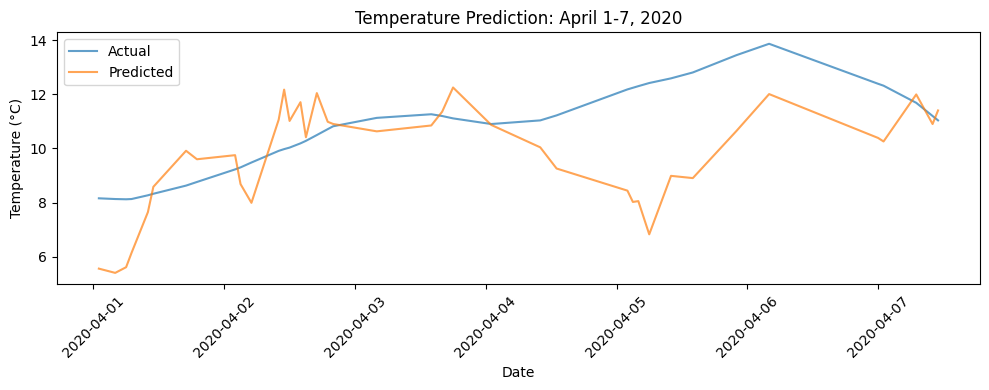 Temperature Prediction: April 1-7, 2020
Actual
Predicted
Temperature (°C)
14
12
10
8
6
2020-04-01
2020-04-02
2020-04-03
2020-04-04
2020-04-05
2020-04-06
2020-04-07
Date